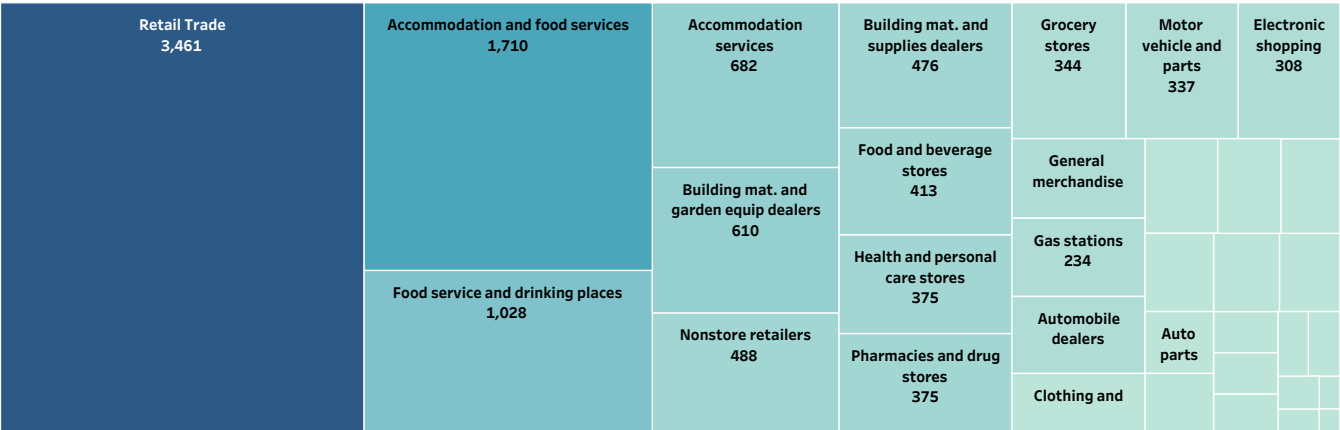 Retail Trade
3,461
Accommodation and food services
1,710
Food service and drinking places
1,028
Accommodation
services
682
Building mat. and
garden equip dealers
610
Nonstore retailers
488
Building mat. and
supplies dealers
476
Food and beverage
stores
413
Health and personal
care stores
375
Pharmacies and drug
stores
375
Grocery
stores
344
Motor
vehicle and
parts
337
Electronic
shopping
308
General
merchandise
Gas stations
234
Automobile
dealers
Clothing and
Auto
parts